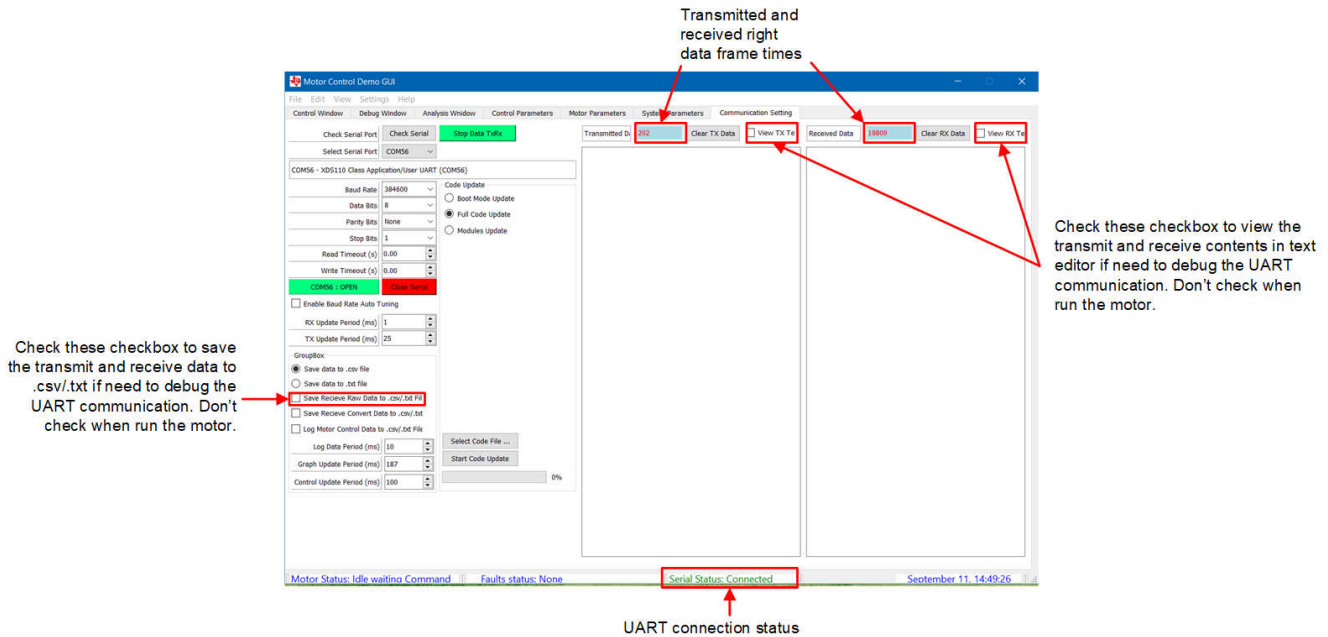 Transmitted and
received right
data frame times
Motor Control Demo GUI
File Edit View Settings Help
Control Window Debug Window Analysis Wnidow Control Parameters Motor Parameters System Parameters Communication Setting
Check Serial Port Check Serial Stop Data TxRx Transmitted Da 202 Clear TX Data View TX Te Received Data 19809 Clear RX Data View RX Te
Select Serial Port COM56
COM56 - XDS110 Class Application/User UART (COM56)
Baud Rate 384600 Code Update
Data Bits 8 Boot Mode Update
Parity Bits None Full Code Update
Stop Bits 1 Modules Update
Read Timeout (s) 0.00
Write Timeout (s) 0.00
COM56 : OPEN Close Serial
Enable Baud Rate Auto Tuning
RX Update Period (ms) 1
TX Update Period (ms) 25
GroupBox
Save data to .csv file
Save data to .txt file
Save Recieve Raw Data to .csv/.txt Fil
Save Recieve Convert Data to .csv/.txt
Log Motor Control Data to .csv/.txt File
Log Data Period (ms) 10 Select Code File ...
Graph Update Period (ms) 187 Start Code Update
Control Update Period (ms) 100 0%
Motor Status: Idle waiting Command Faults status: None Serial Status: Connected September 11, 14:49:26
Check these checkbox to view the
transmit and receive contents in text
editor if need to debug the UART
communication. Don't check when
run the motor.
Check these checkbox to save
the transmit and receive data to
.csv/.txt if need to debug the
UART communication. Don't
check when run the motor.
UART connection status